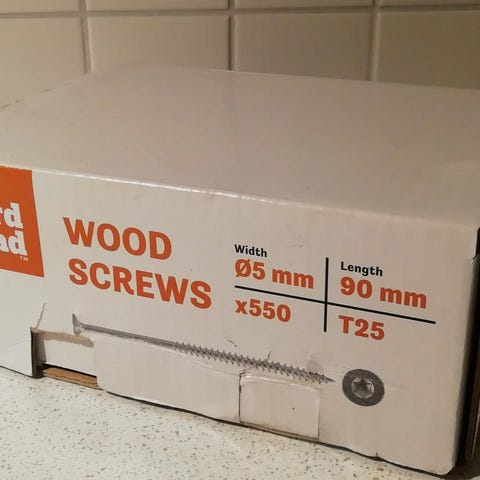 WOOD
SCREWS
Width
Ø5 mm
x550
Length
90 mm
T25